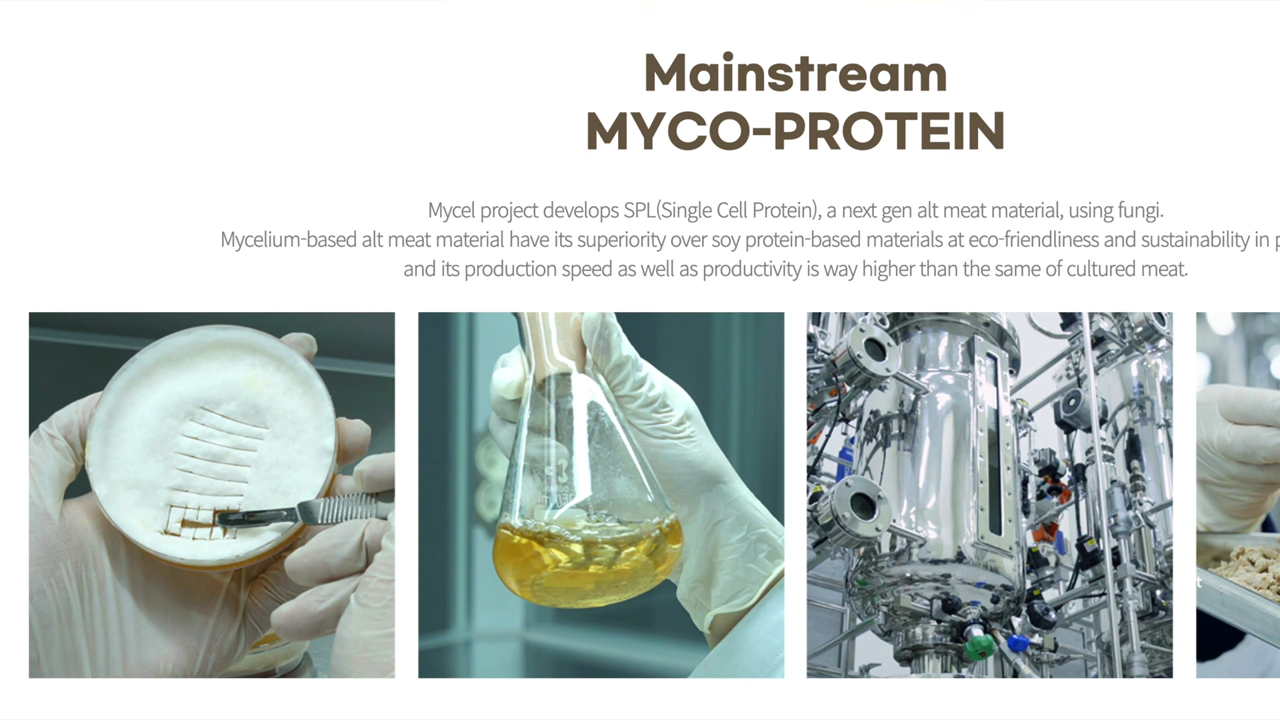 Mainstream
MYCO-PROTEIN
Mycel project develops SPL(Single Cell Protein), a next gen alt meat material, using fungi.
Mycelium-based alt meat material have its superiority over soy protein-based materials at eco-friendliness and sustainability in
and its production speed as well as productivity is way higher than the same of cultured meat.